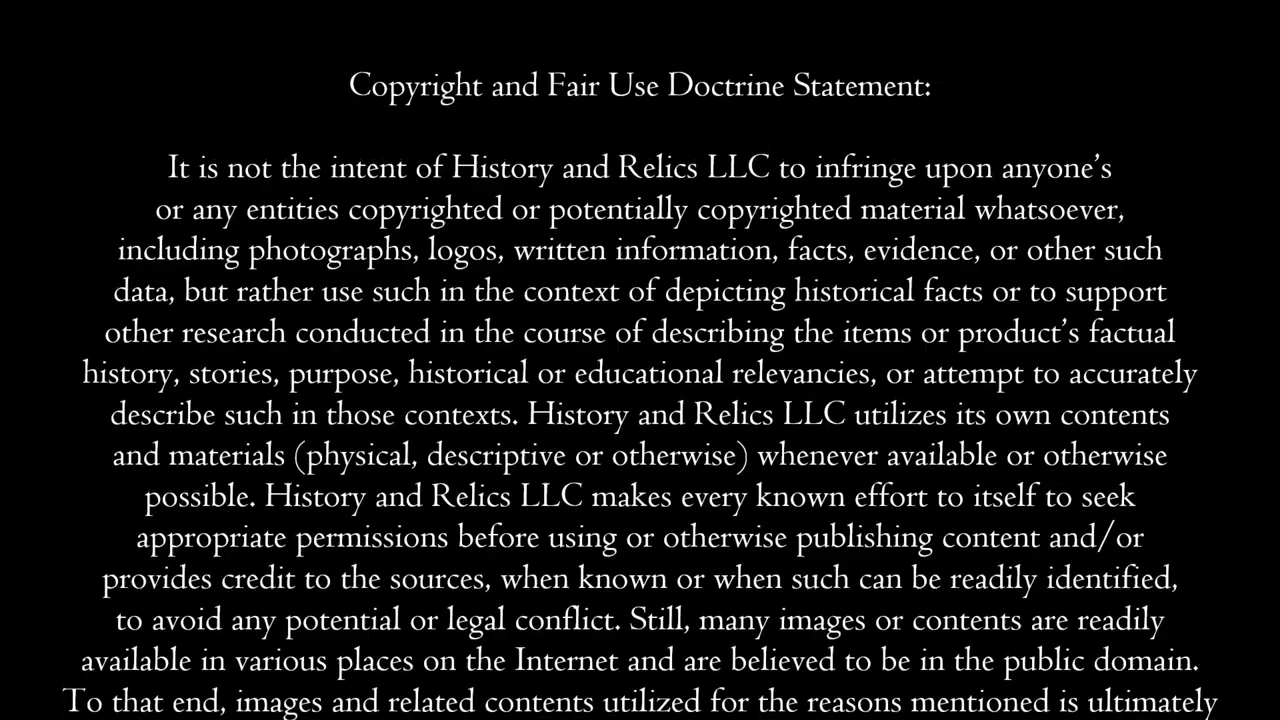 Copyright and Fair Use Doctrine Statement:
It is not the intent of History and Relics LLC to infringe upon anyone’s
or any entities copyrighted or potentially copyrighted material whatsoever,
including photographs, logos, written information, facts, evidence, or other such
data, but rather use such in the context of depicting historical facts or to support
other research conducted in the course of describing the items or product’s factual
history, stories, purpose, historical or educational relevancies, or attempt to accurately
describe such in those contexts. History and Relics LLC utilizes its own contents
and materials (physical, descriptive or otherwise) whenever available or otherwise
possible. History and Relics LLC makes every known effort to itself to seek
appropriate permissions before using or otherwise publishing content and/or
provides credit to the sources, when known or when such can be readily identified,
to avoid any potential or legal conflict. Still, many images or contents are readily
available in various places on the Internet and are believed to be in the public domain.
To that end, images and related contents utilized for the reasons mentioned is ultimately